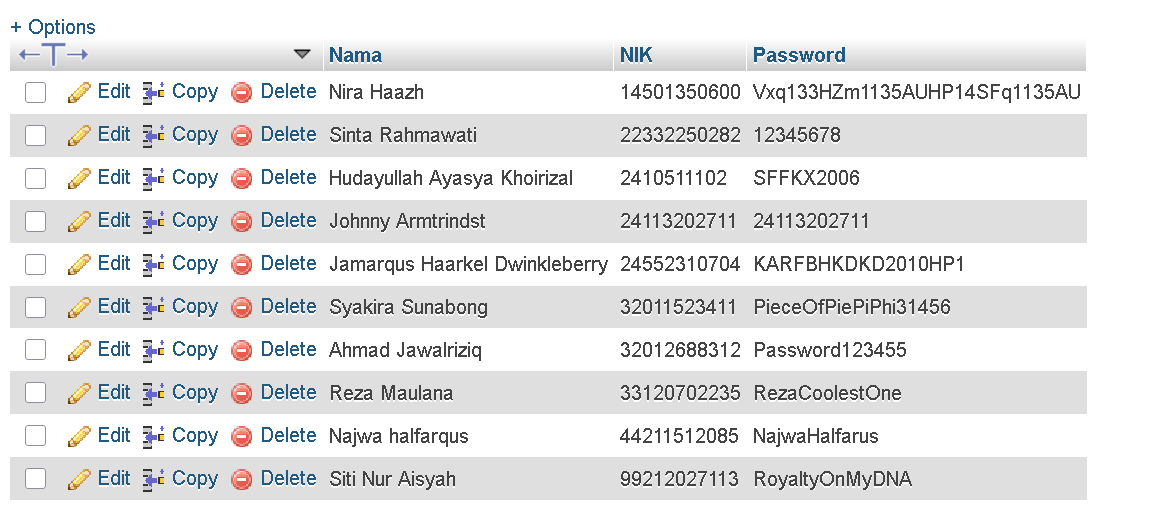 + Options
←T→ Nama NIK Password
Edit Copy Delete Nira Haazh 14501350600 Vxq133HZm1135AUHP14SFq1135AU
Edit Copy Delete Sinta Rahmawati 22332250282 12345678
Edit Copy Delete Hudayullah Ayasya Khoirizal 2410511102 SFFKX2006
Edit Copy Delete Johnny Armtrindst 24113202711 24113202711
Edit Copy Delete Jamarqus Haarkel Dwinkleberry 24552310704 KARFBHKDKD2010HP1
Edit Copy Delete Syakira Sunabong 32011523411 PieceOfPiePiPhi31456
Edit Copy Delete Ahmad Jawalriziq 32012688312 Password123455
Edit Copy Delete Reza Maulana 33120702235 RezaCoolestOne
Edit Copy Delete Najwa halfarqus 44211512085 NajwaHalfarus
Edit Copy Delete Siti Nur Aisyah 99212027113 RoyaltyOnMyDNA